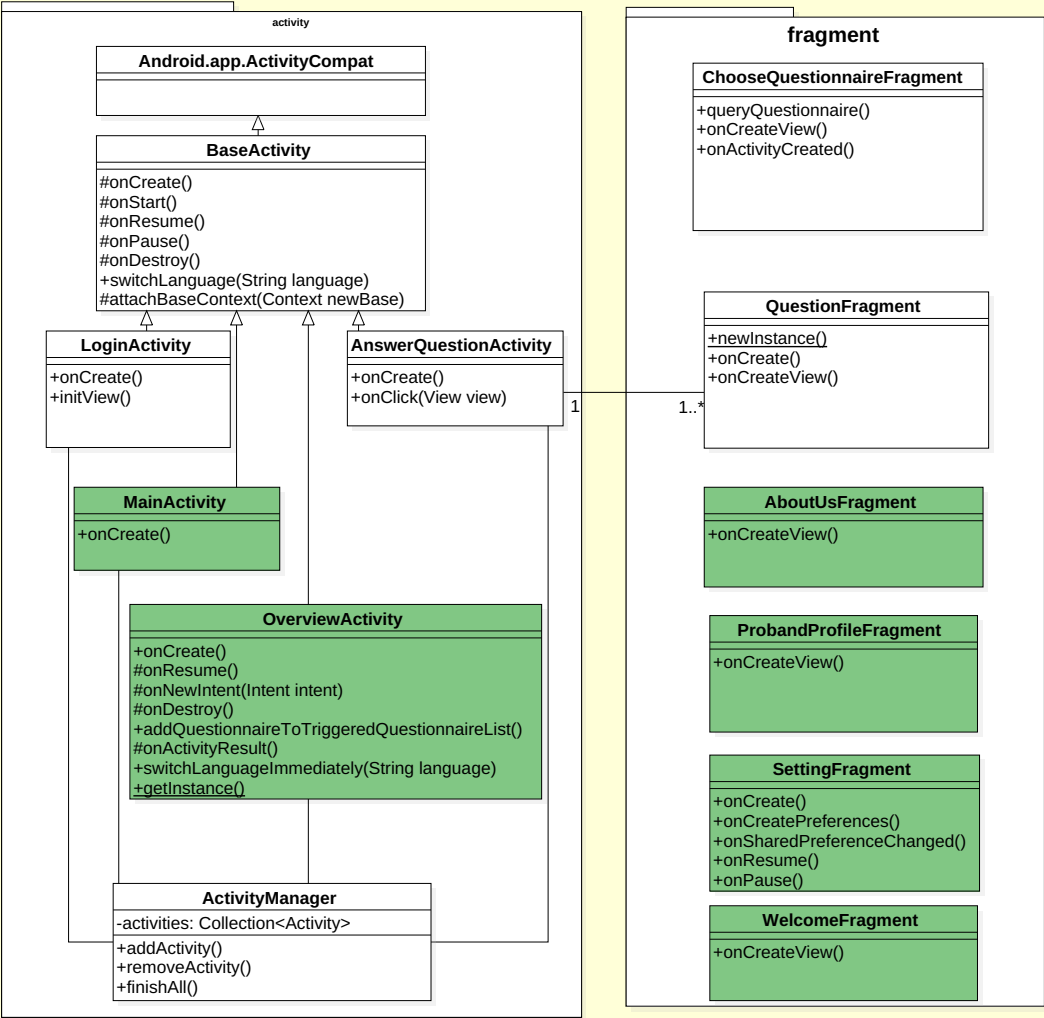 activity
Android.app.ActivityCompat
BaseActivity
#onCreate()
#onStart()
#onResume()
#onPause()
#onDestroy()
+switchLanguage(String language)
#attachBaseContext(Context newBase)
LoginActivity
+onCreate()
+initView()
AnswerQuestionActivity
+onCreate()
+onClick(View view)
1
1..*
MainActivity
+onCreate()
OverviewActivity
+onCreate()
#onResume()
#onNewIntent(Intent intent)
#onDestroy()
+addQuestionnaireToTriggeredQuestionnaireList()
#onActivityResult()
+switchLanguageImmediately(String language)
+getInstance()
ActivityManager
-activities: Collection<Activity>
+addActivity()
+removeActivity()
+finishAll()
fragment
ChooseQuestionnaireFragment
+queryQuestionnaire()
+onCreateView()
+onActivityCreated()
QuestionFragment
+newInstance()
+onCreate()
+onCreateView()
AboutUsFragment
+onCreateView()
ProbandProfileFragment
+onCreateView()
SettingFragment
+onCreate()
+onCreatePreferences()
+onSharedPreferenceChanged()
+onResume()
+onPause()
WelcomeFragment
+onCreateView()